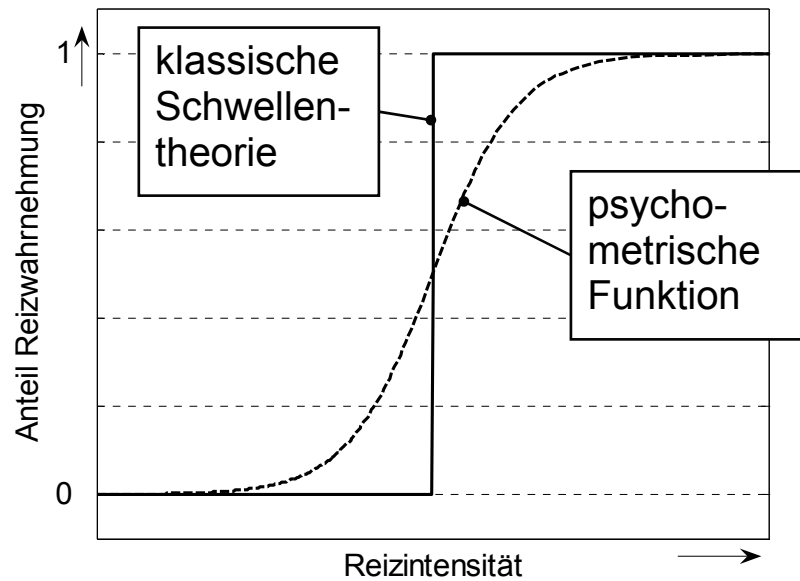 1
klassische
Schwellen-
theorie
psycho-
metrische
Funktion
Anteil Reizwahrnehmung
0
Reizintensität